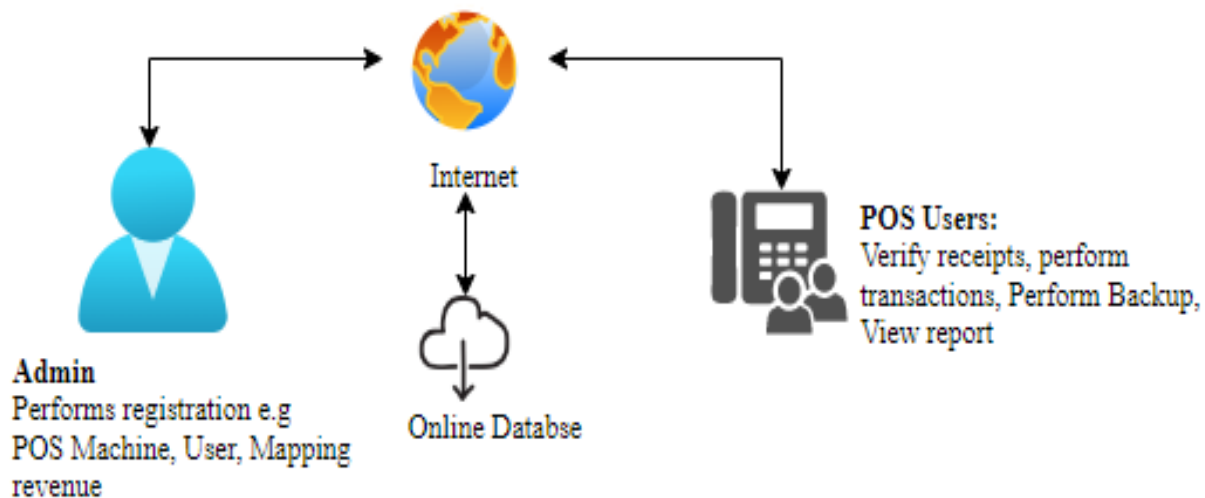 Internet
POS Users:
Verify receipts, perform
transactions, Perform Backup,
View report
Admin
Performs registration e.g
POS Machine, User, Mapping
revenue
Online Databse